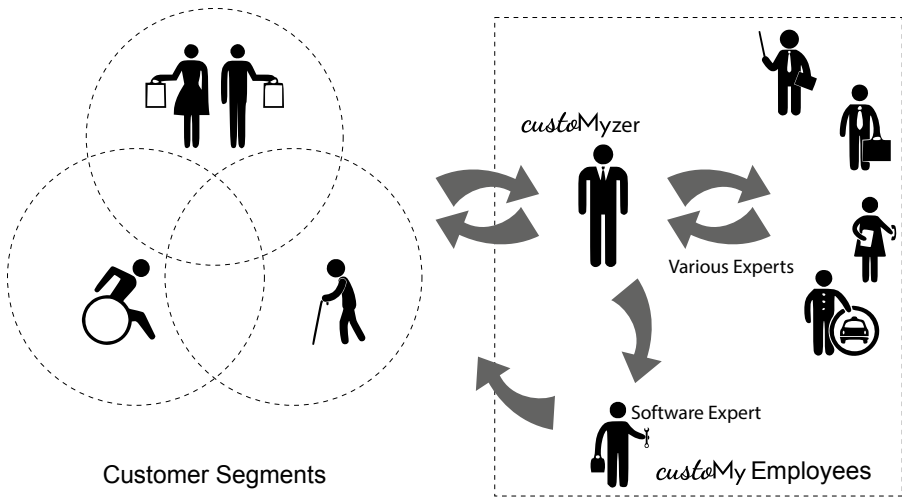 custoMyzer
Various Experts
Software Expert
Customer Segments
custoMy Employees